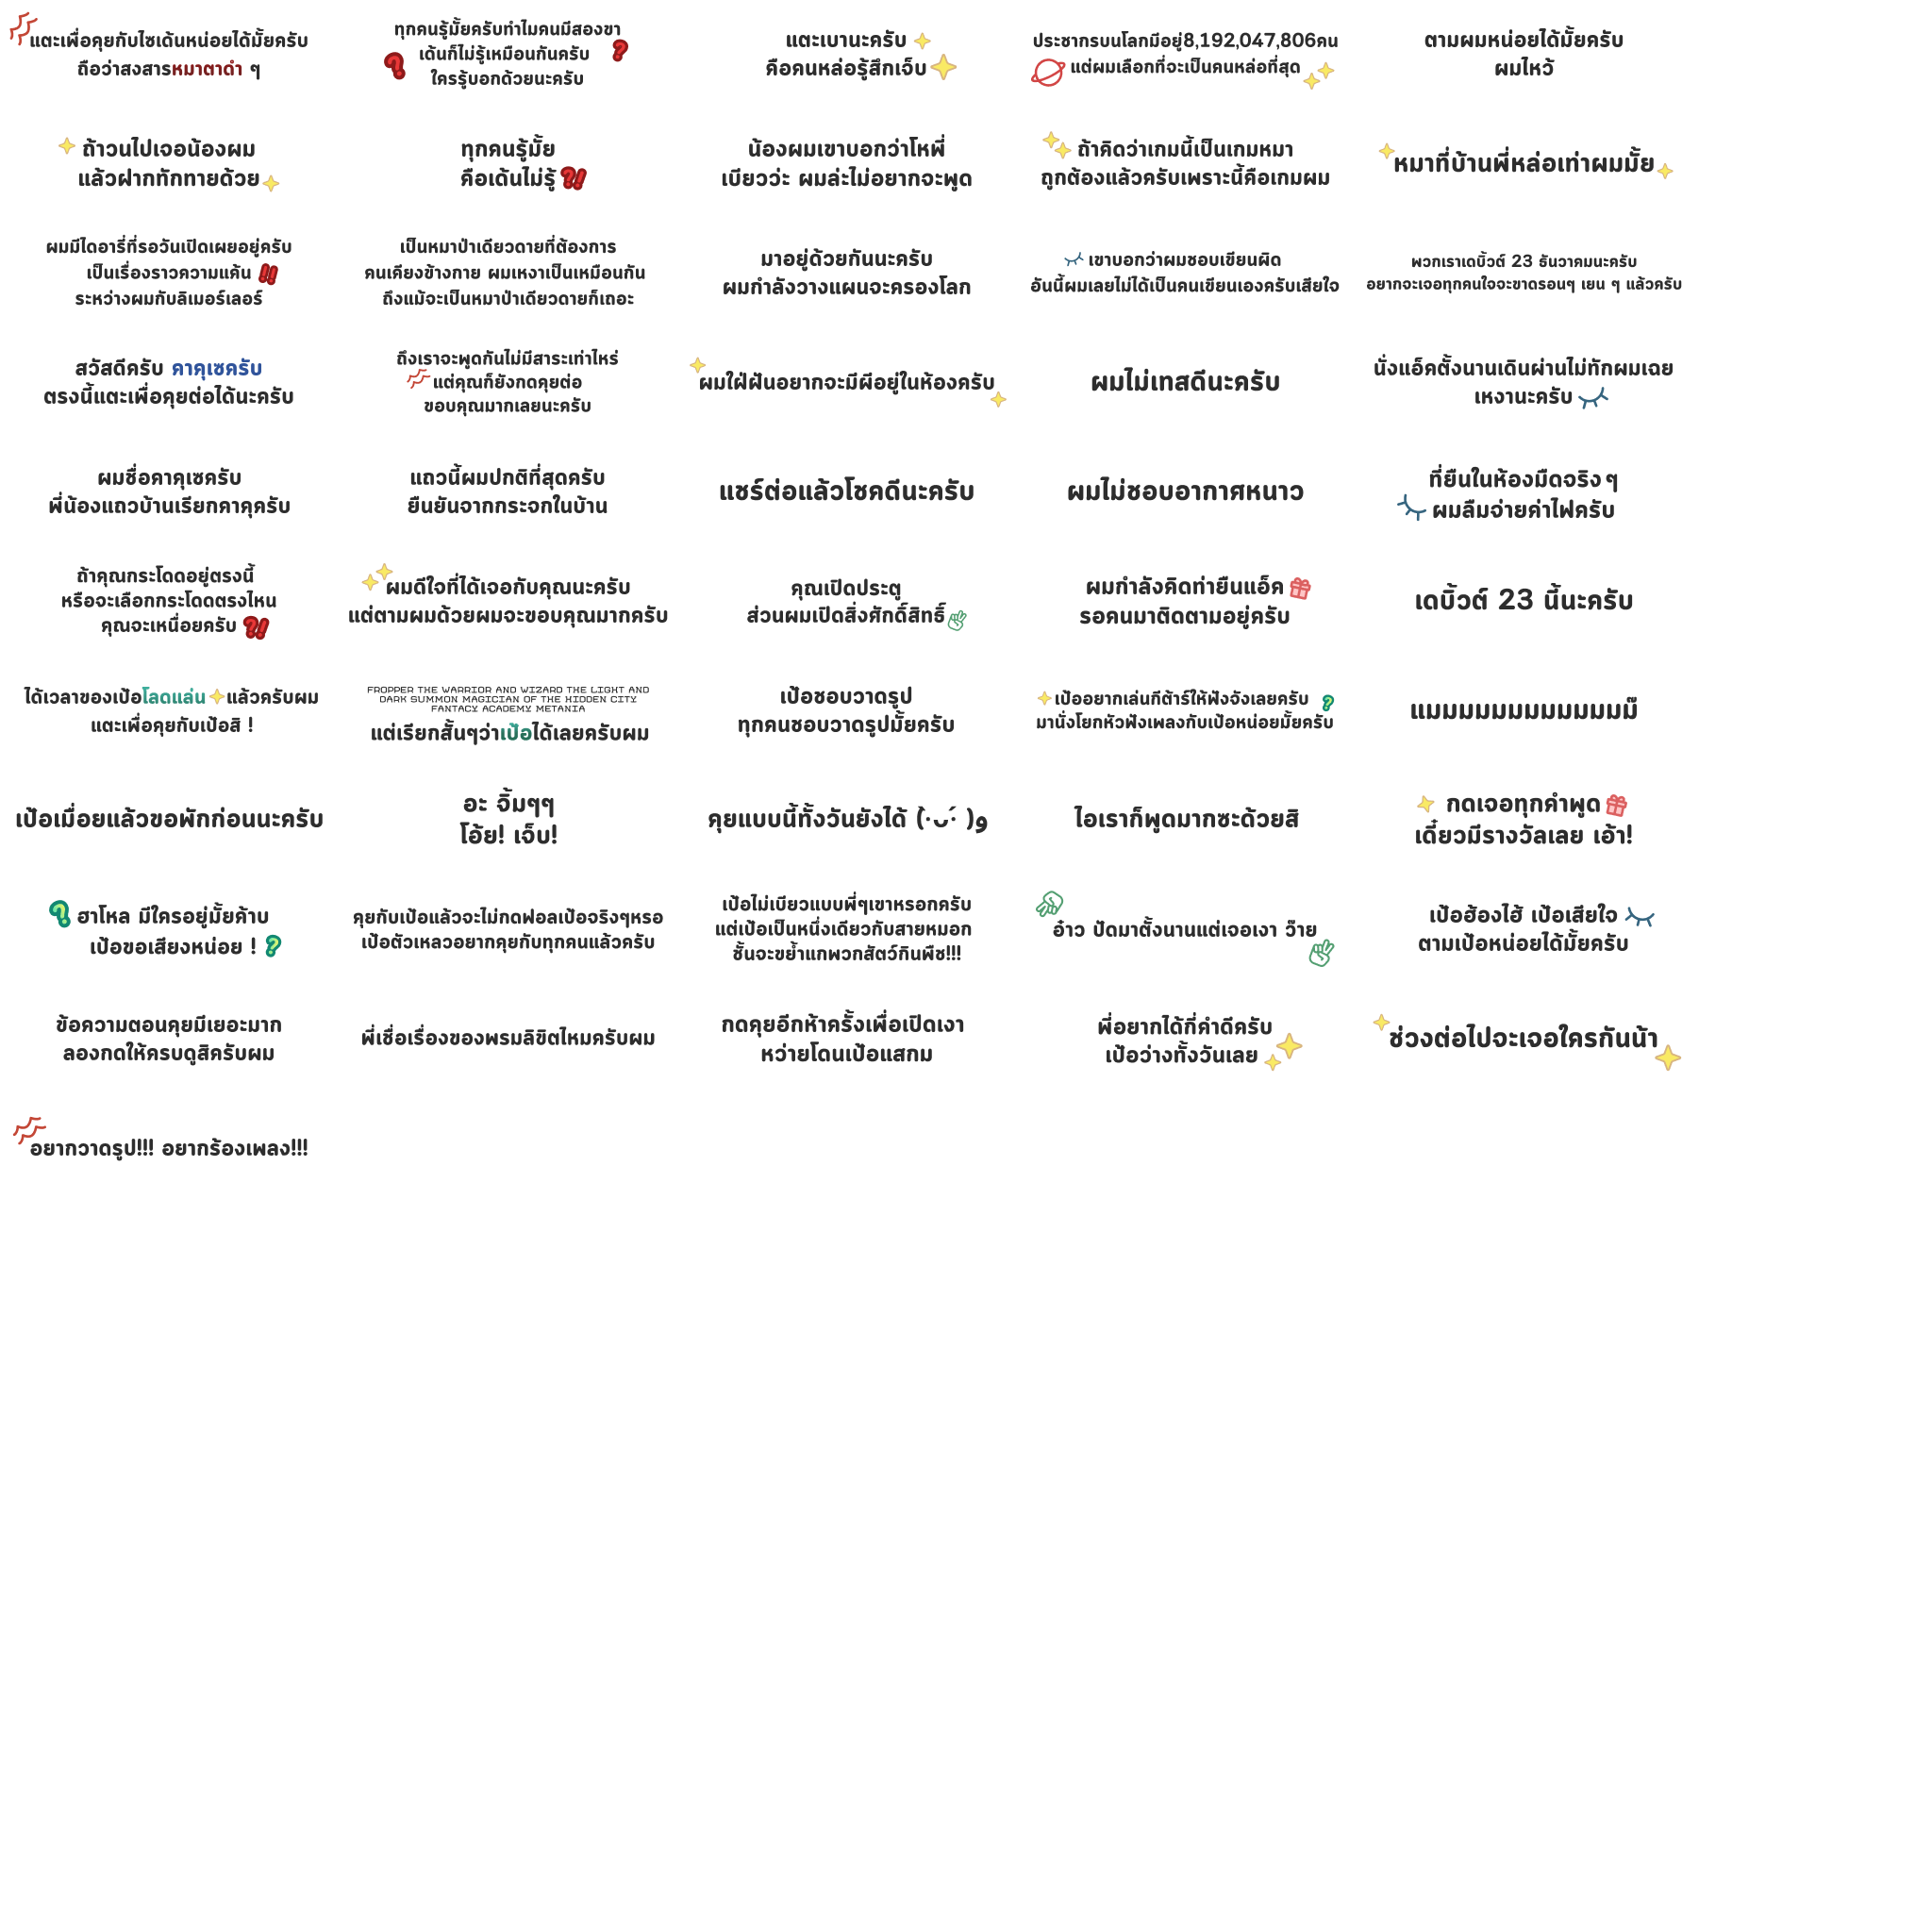 แตะเพื่อคุยกับไซเด้นหน่อยได้มั้ยครับ
ถือว่าสงสารหมาตาดำ ๆ
ทุกคนรู้มั้ยครับทำไมคนมีสองขา
เด้นก็ไม่รู้เหมือนกันครับ
ใครรู้บอกด้วยนะครับ
แตะเบานะครับ
คือคนหล่อรู้สึกเจ็บ
ประชากรบนโลกมีอยู่8,192,047,806คน
แต่ผมเลือกที่จะเป็นคนหล่อที่สุด
ตามผมหน่อยได้มั้ยครับ
ผมไหว้
ถ้าวนไปเจอน้องผม
แล้วฝากทักทายด้วย
ทุกคนรู้มั้ย
คือเด้นไม่รู้ ?!
น้องผมเขาบอกว่าโหพี่
เบียวว่ะ ผมล่ะไม่อยากจะพูด
ถ้าคิดว่าเกมนี้เป็นเกมหมา
ถูกต้องแล้วครับเพราะนี้คือเกมผม
หมาที่บ้านพี่หล่อเท่าผมมั้ย
ผมมีไดอารี่ที่รอวันเปิดเผยอยู่ครับ
เป็นเรื่องราวความแค้น !!
ระหว่างผมกับลิเมอร์เลอร์
เป็นหมาป่าเดียวดายที่ต้องการ
คนเคียงข้างกาย ผมเหงาเป็นเหมือนกัน
ถึงแม้จะเป็นหมาป่าเดียวดายก็เถอะ
มาอยู่ด้วยกันนะครับ
ผมกำลังวางแผนจะครองโลก
เขาบอกว่าผมชอบเขียนผิด
อันนี้ผมเลยไม่ได้เป็นคนเขียนเองครับเสียใจ
พวกเราเดบิ้วต์ 23 ธันวาคมนะครับ
อยากจะเจอทุกคนใจจะขาดรอนๆ เยน ๆ แล้วครับ
สวัสดีครับ คาคุเซครับ
ตรงนี้แตะเพื่อคุยต่อได้นะครับ
ถึงเราจะพูดกันไม่มีสาระเท่าไหร่
แต่คุณก็ยังกดคุยต่อ
ขอบคุณมากเลยนะครับ
ผมใฝ่ฝันอยากจะมีผีอยู่ในห้องครับ
ผมไม่เทสดีนะครับ
นั่งแอ็คตั้งนานเดินผ่านไม่ทักผมเฉย
เหงานะครับ
ผมชื่อคาคุเซครับ
พี่น้องแถวบ้านเรียกคาคุครับ
แถวนี้ผมปกติที่สุดครับ
ยืนยันจากกระจกในบ้าน
แชร์ต่อแล้วโชคดีนะครับ
ผมไม่ชอบอากาศหนาว
ที่ยืนในห้องมืดจริงๆ
ผมลืมจ่ายค่าไฟครับ
ถ้าคุณกระโดดอยู่ตรงนี้
หรือจะเลือกกระโดดตรงไหน
คุณจะเหนื่อยครับ ?!
ผมดีใจที่ได้เจอกับคุณนะครับ
แต่ตามผมด้วยผมจะขอบคุณมากครับ
คุณเปิดประตู
ส่วนผมเปิดสิ่งศักดิ์สิทธิ์
ผมกำลังคิดท่ายืนแอ็ค
รอคนมาติดตามอยู่ครับ
เดบิ้วต์ 23 นี้นะครับ
ได้เวลาของเป้อโลดแล่นแล้วครับผม
แตะเพื่อคุยกับเป้อสิ !
FROPPER THE WARRIOR AND WIZARD THE LIGHT AND
DARK SUMMON MAGICIAN OF THE HIDDEN CITY
FANTACY ACADEMY METANIA
แต่เรียกสั้นๆว่าเป้อได้เลยครับผม
เป้อชอบวาดรูป
ทุกคนชอบวาดรูปมั้ยครับ
เป้ออยากเล่นกีต้าร์ให้ฟังจังเลยครับ ?
มานั่งโยกหัวฟังเพลงกับเป้อหน่อยมั้ยครับ
แมมมมมมมมมมมมม๊
เป้อเมื่อยแล้วขอพักก่อนนะครับ
อะ จิ้มๆๆ
โอ้ย! เจ็บ!
คุยแบบนี้ทั้งวันยังได้ (•̀ᴗ•́ )و
ไอเราก็พูดมากซะด้วยสิ
กดเจอทุกคำพูด
เดี๋ยวมีรางวัลเลย เอ้า!
ฮาโหล มีใครอยู่มั้ยค้าบ
เป้อขอเสียงหน่อย ! ?
คุยกับเป้อแล้วจะไม่กดฟอลเป้อจริงๆหรอ
เป้อตัวเหลวอยากคุยกับทุกคนแล้วครับ
เป้อไม่เบียวแบบพี่ๆเขาหรอกครับ
แต่เป้อเป็นหนึ่งเดียวกับสายหมอก
ชั้นจะขย้ำแกพวกสัตว์กินพืช!!!
อ๋าว ปัดมาตั้งนานแต่เจอเงา ว๊าย
เป้อฮ้องไฮ้ เป้อเสียใจ
ตามเป้อหน่อยได้มั้ยครับ
ข้อความตอนคุยมีเยอะมาก
ลองกดให้ครบดูสิครับผม
พี่เชื่อเรื่องของพรมลิขิตไหมครับผม
กดคุยอีกห้าครั้งเพื่อเปิดเงา
หว่ายโดนเป้อแสกม
พี่อยากได้กี่คำดีครับ
เป้อว่างทั้งวันเลย
ช่วงต่อไปจะเจอใครกันน้า
อยากวาดรูป!!! อยากร้องเพลง!!!